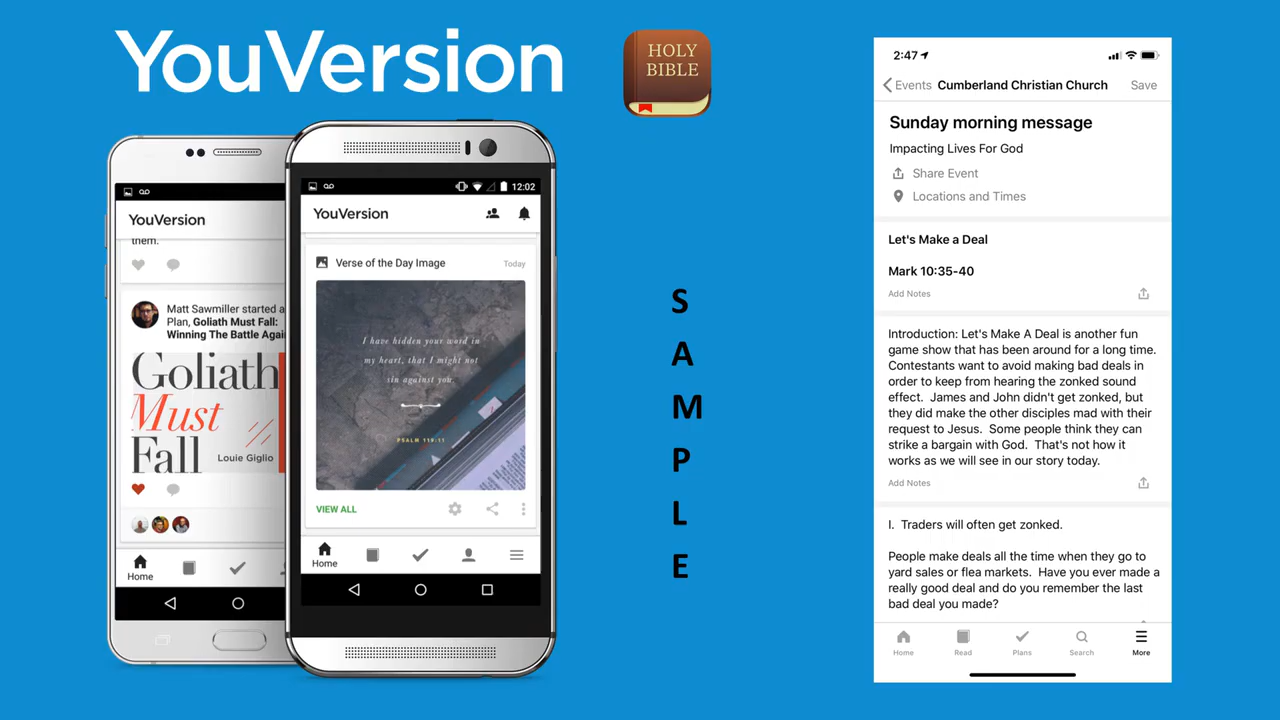 YouVersion
HOLY
BIBLE
YouVersion
them.
Matt Sawmiller started a
Plan, Goliath Must Fall:
Winning The Battle Agai
Goliath
Must
Fall
Louie Giglio
Home
12:02
YouVersion
Verse of the Day Image
Today
I have hidden your word in
my heart, that I might not
sin against you.
PSALM 119:11
VIEW ALL
Home
S
A
M
P
L
E
2:47
Events Cumberland Christian Church Save
Sunday morning message
Impacting Lives For God
Share Event
Locations and Times
Let's Make a Deal
Mark 10:35-40
Add Notes
Introduction: Let's Make A Deal is another fun
game show that has been around for a long time.
Contestants want to avoid making bad deals in
order to keep from hearing the zonked sound
effect.  James and John didn't get zonked, but
they did make the other disciples mad with their
request to Jesus.  Some people think they can
strike a bargain with God.  That's not how it
works as we will see in our story today.
Add Notes
I.  Traders will often get zonked.
People make deals all the time when they go to
yard sales or flea markets.  Have you ever made a
really good deal and do you remember the last
bad deal you made?
Home Read Plans Search More